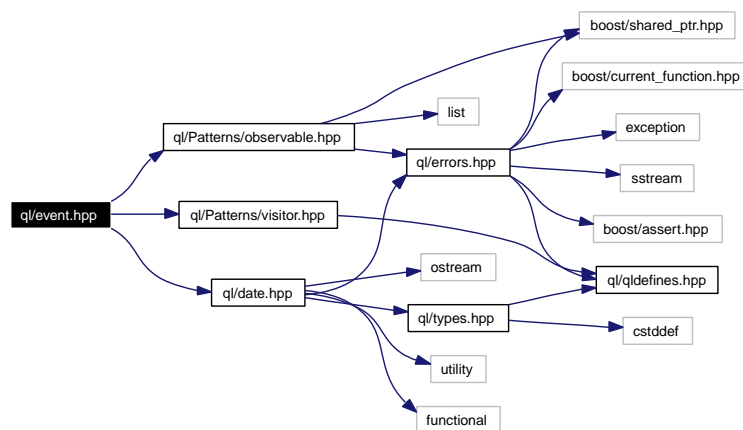 boost/shared_ptr.hpp
boost/current_function.hpp
list
exception
ql/Patterns/observable.hpp
ql/errors.hpp
sstream
ql/event.hpp
ql/Patterns/visitor.hpp
boost/assert.hpp
ostream
ql/qldefines.hpp
ql/date.hpp
ql/types.hpp
cstddef
utility
functional